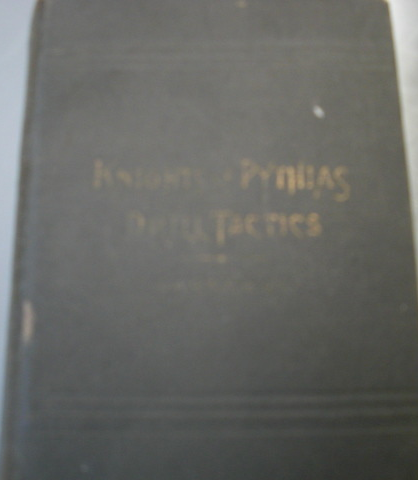 Knights of Pythias
Drill Tactics